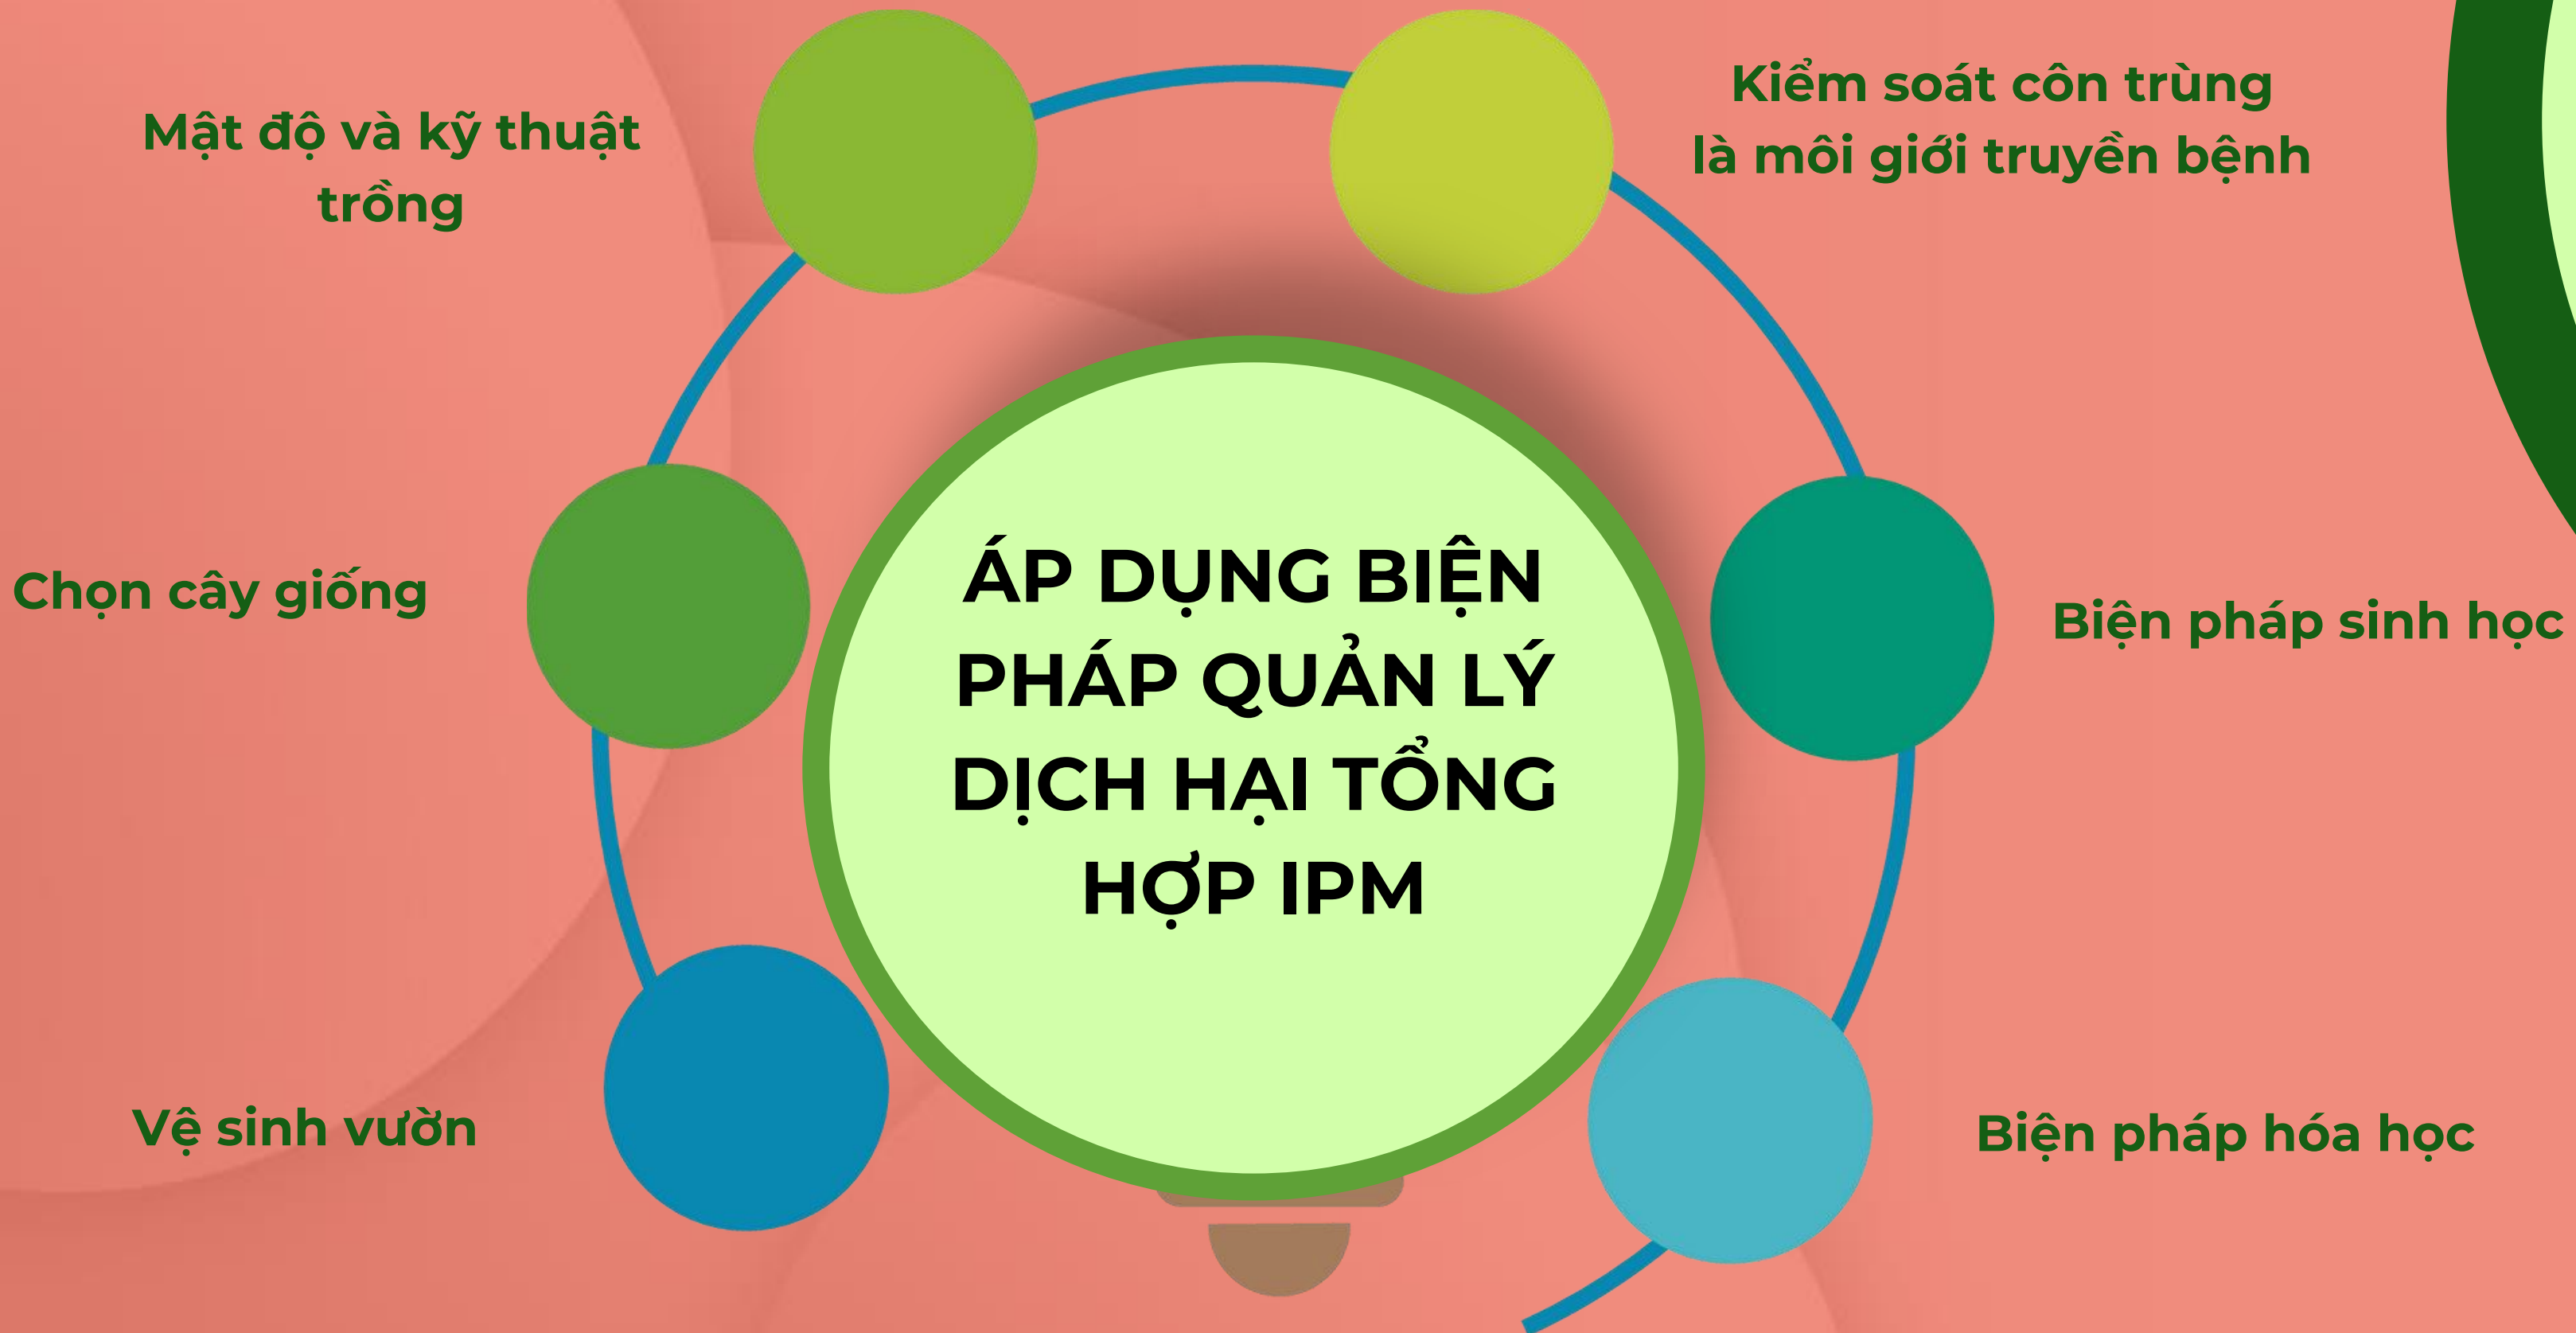 Mật độ và kỹ thuật
trồng
Kiểm soát côn trùng
là môi giới truyền bệnh
Chọn cây giống
ÁP DỤNG BIỆN
PHÁP QUẢN LÝ
DỊCH HẠI TỔNG
HỢP IPM
Biện pháp sinh học
Vệ sinh vườn
Biện pháp hóa học